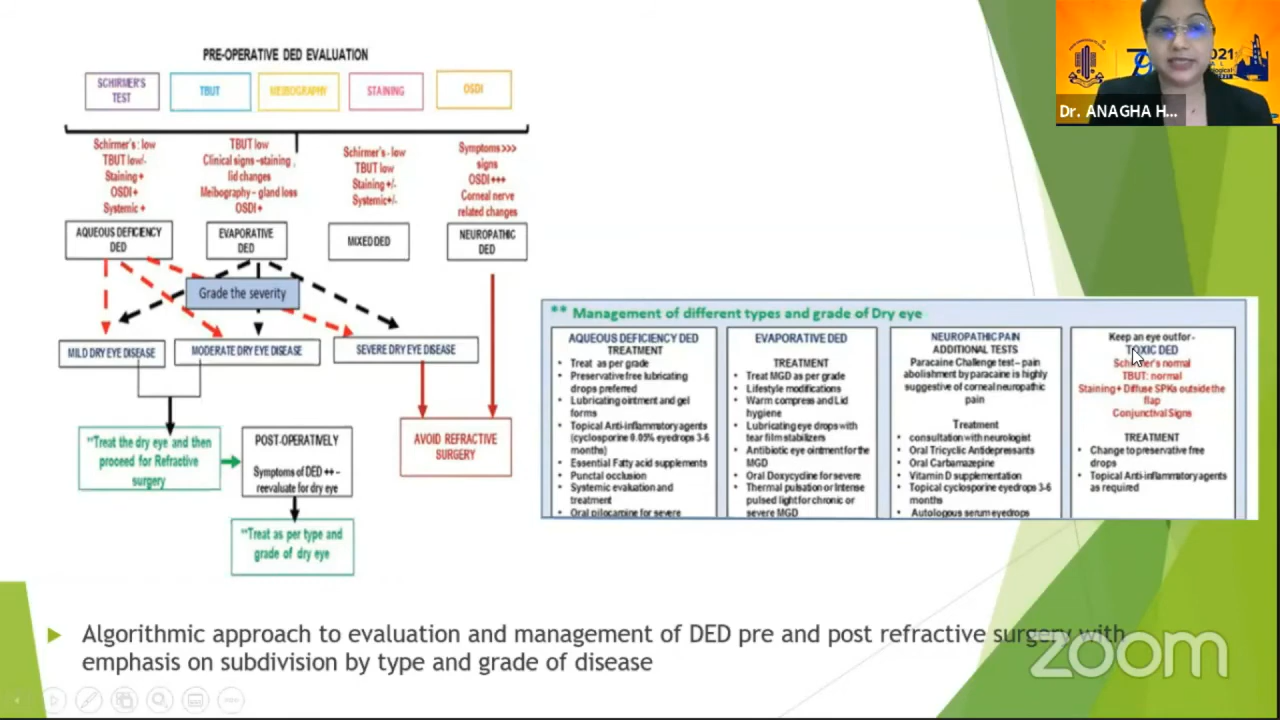 PRE-OPERATIVE DED EVALUATION
SCHIRMER'S
TEST
TBUT
MEIBOGRAPHY
STAINING
OSDI
Schirmer's : low
TBUT low/-
Staining +
OSDI +
Systemic +
TBUT low
Clinical signs –staining ,
lid changes
Meibography – gland loss
OSDI +
Schirmer's - low
TBUT low
Staining +/-
Systemic+/-
Symptoms >>>
signs
OSDI +++
Corneal nerve
related changes
AQUEOUS DEFICIENCY
DED
EVAPORATIVE
DED
MIXED DED
NEUROPATHIC
DED
Grade the severity
MILD DRY EYE DISEASE
MODERATE DRY EYE DISEASE
SEVERE DRY EYE DISEASE
**Treat the dry eye and then
proceed for Refractive
surgery
POST-OPERATIVELY
Symptoms of DED ++ –
reevaluate for dry eye
AVOID REFRACTIVE
SURGERY
**Treat as per type and
grade of dry eye
** Management of different types and grade of Dry eye
AQUEOUS DEFICIENCY DED
TREATMENT
• Treat as per grade
• Preservative free lubricating
drops preferred
• Lubricating ointment and gel
forms
• Topical Anti-inflammatory agents
(cyclosporine 0.05% eyedrops 3-6
months)
• Essential Fatty acid supplements
• Punctal occlusion
• Systemic evaluation and
treatment
• Oral pilocarpine for severe
EVAPORATIVE DED
TREATMENT
• Treat MGD as per grade
• Lifestyle modifications
• Warm compress and Lid
hygiene
• Lubricating eye drops with
tear film stabilizers
• Antibiotic eye ointment for the
MGD
• Oral Doxycycline for severe
• Thermal pulsation or Intense
pulsed light for chronic or
severe MGD
NEUROPATHIC PAIN
ADDITIONAL TESTS
Paracaine Challenge test – pain
abolishment by paracaine is highly
suggestive of corneal neuropathic
pain
Treatment
• consultation with neurologist
• Oral Tricyclic Antidepressants
• Oral Carbamazepine
• Vitamin D supplementation
• Topical cyclosporine eyedrops 3-6
months
• Autologous serum eyedrops
Keep an eye out for -
TOXIC DED
Schirmer's normal
TBUT: normal
Staining + Diffuse SPKs outside the
flap
Conjunctival Signs
TREATMENT
• Change to preservative free
drops
• Topical Anti-inflammatory agents
as required
Algorithmic approach to evaluation and management of DED pre and post refractive surgery with
emphasis on subdivision by type and grade of disease
Dr. ANAGHA H...
zoom